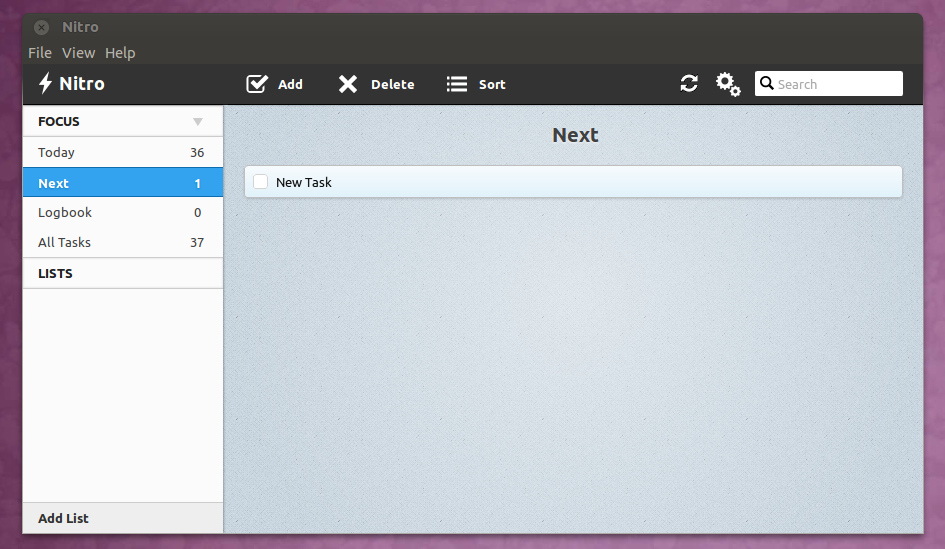 Nitro
File View Help
Nitro Add Delete Sort Search
FOCUS
Today 36
Next 1
Logbook 0
All Tasks 37
LISTS
Add List
Next
New Task